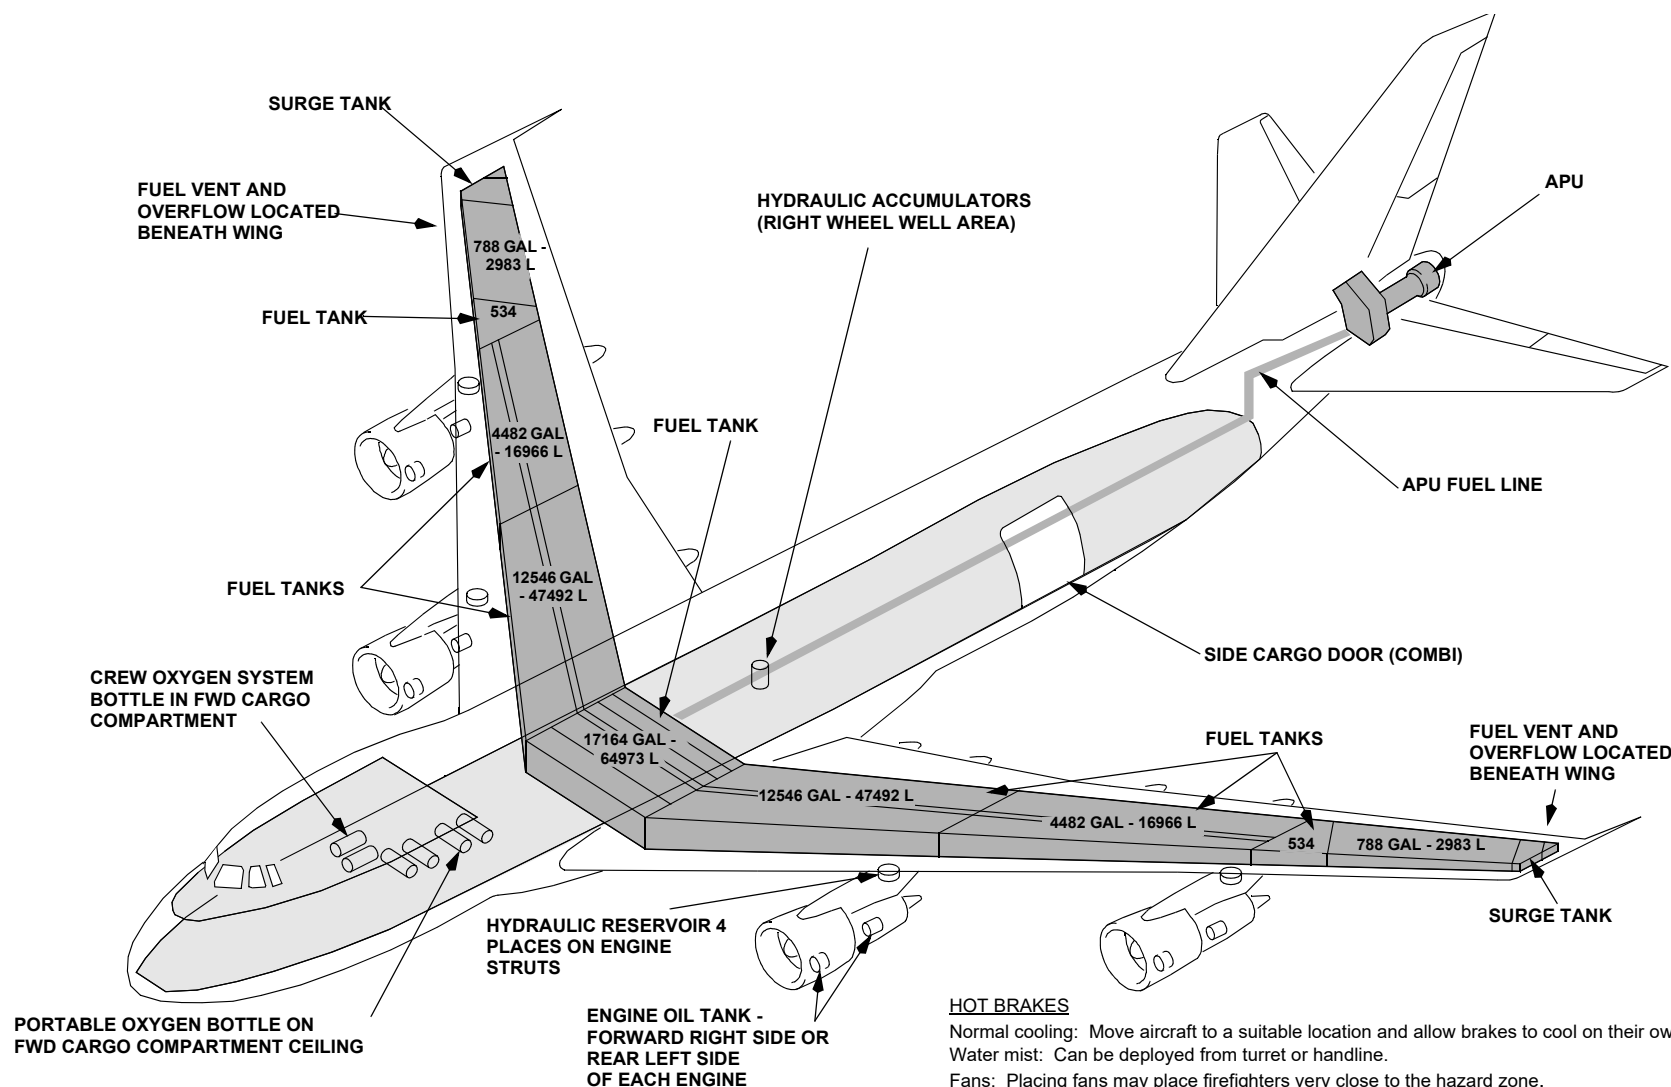 SURGE TANK
FUEL VENT AND
OVERFLOW LOCATED
BENEATH WING
HYDRAULIC ACCUMULATORS
(RIGHT WHEEL WELL AREA)
APU
788 GAL -
2983 L
FUEL TANK
534
4482 GAL
- 16966 L
FUEL TANK
APU FUEL LINE
12546 GAL
- 47492 L
FUEL TANKS
SIDE CARGO DOOR (COMBI)
CREW OXYGEN SYSTEM
BOTTLE IN FWD CARGO
COMPARTMENT
17164 GAL -
64973 L
FUEL TANKS
FUEL VENT AND
OVERFLOW LOCATED
BENEATH WING
12546 GAL - 47492 L
4482 GAL - 16966 L
534
788 GAL - 2983 L
SURGE TANK
HYDRAULIC RESERVOIR 4
PLACES ON ENGINE
STRUTS
PORTABLE OXYGEN BOTTLE ON
FWD CARGO COMPARTMENT CEILING
ENGINE OIL TANK -
FORWARD RIGHT SIDE OR
REAR LEFT SIDE
OF EACH ENGINE
HOT BRAKES
Normal cooling: Move aircraft to a suitable location and allow brakes to cool on their ow
Water mist: Can be deployed from turret or handline.
Fans: Placing fans may place firefighters very close to the hazard zone.